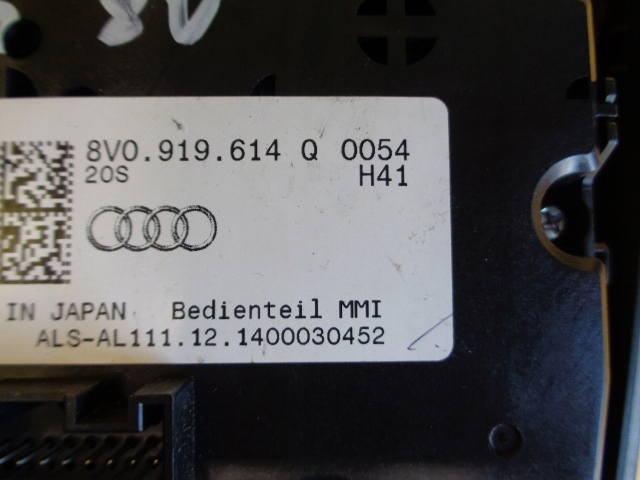 8V0.919.614 Q 0054
20S H41
IN JAPAN Bedienteil MMI
ALS-AL111.12.1400030452